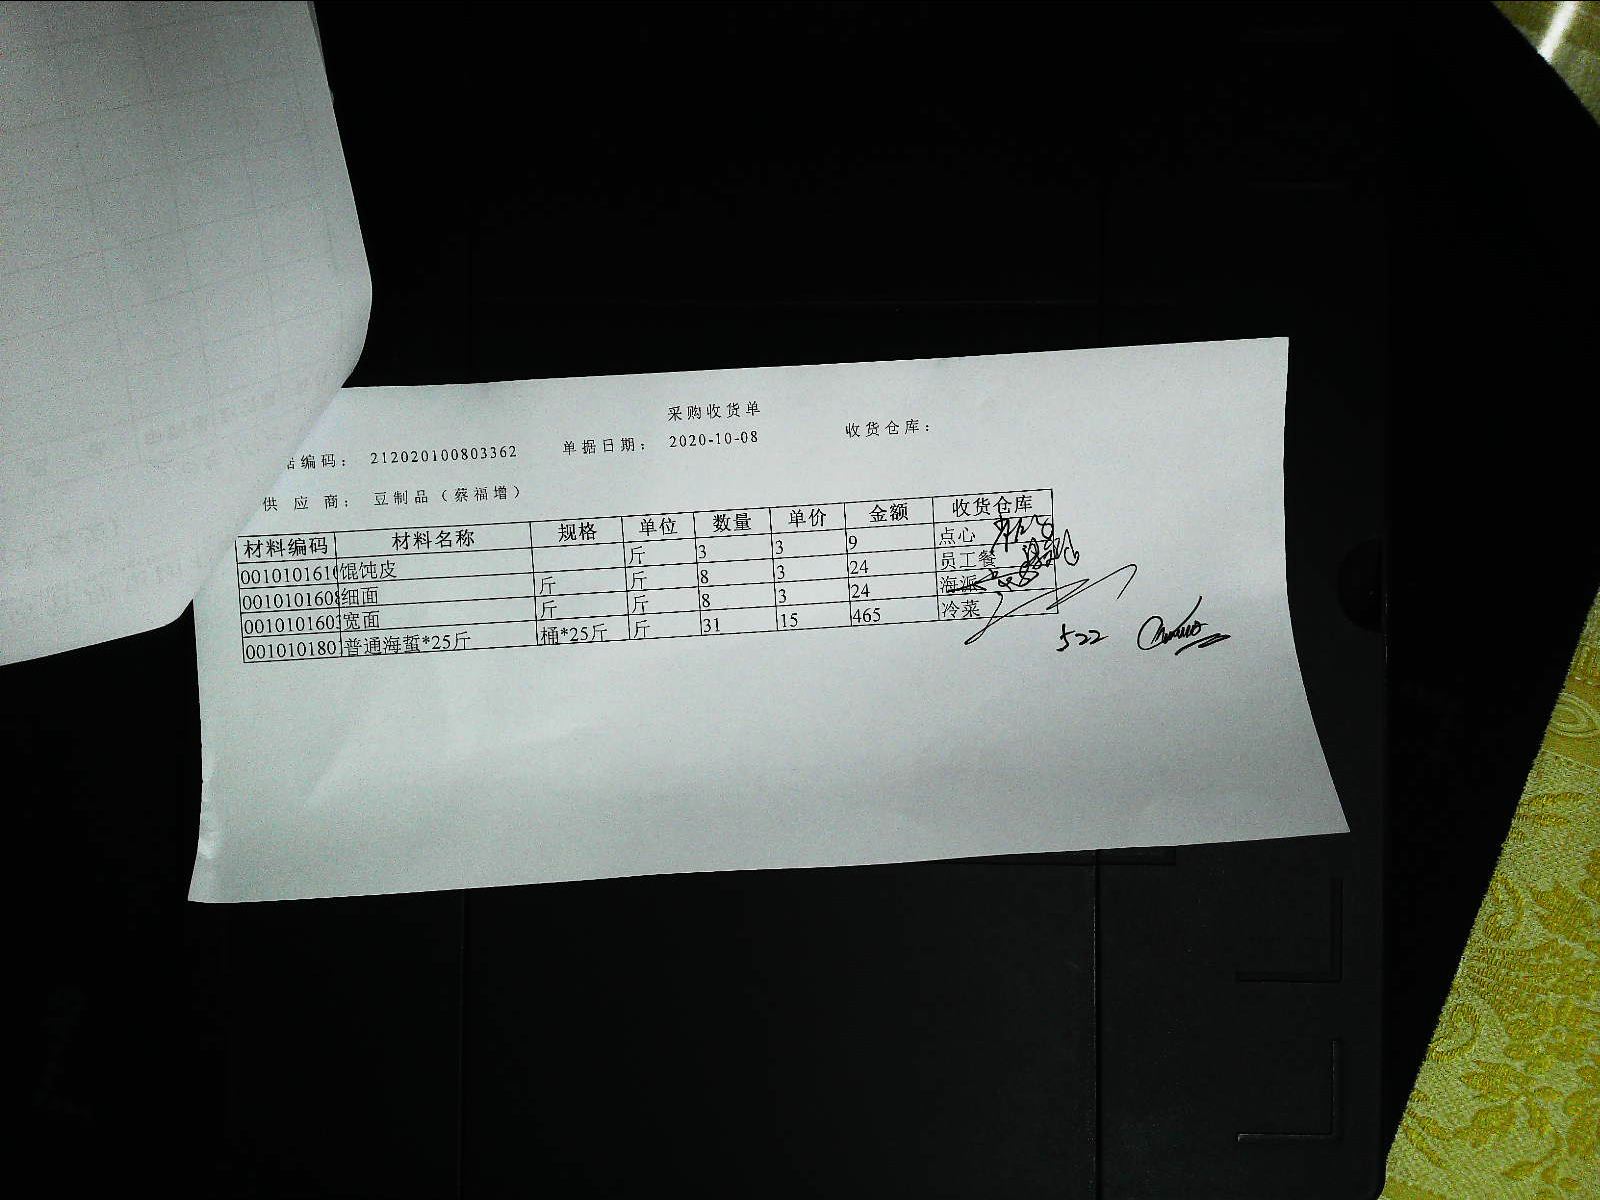 采购收货单
编码： 212020100803362 单据日期： 2020-10-08 收货仓库：
供 应 商： 豆制品（蔡福增）
材料编码 材料名称 规格 单位 数量 单价 金额 收货仓库
001010161 馄饨皮 斤 3 3 9 点心
0010101608 细面 斤 斤 8 3 24 员工餐
001010160 宽面 斤 斤 8 3 24 海派
001010180 普通海蜇*25斤 桶*25斤 斤 31 15 465 冷菜
522